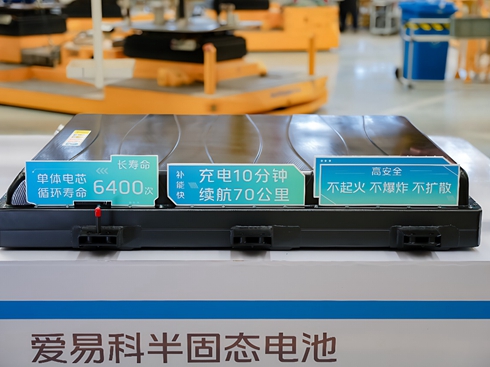 长寿命
单体电芯
循环寿命 6400次
补能快
充电10分钟
续航70公里
高安全
不起火 不爆炸 不扩散
爱易科半固态电池